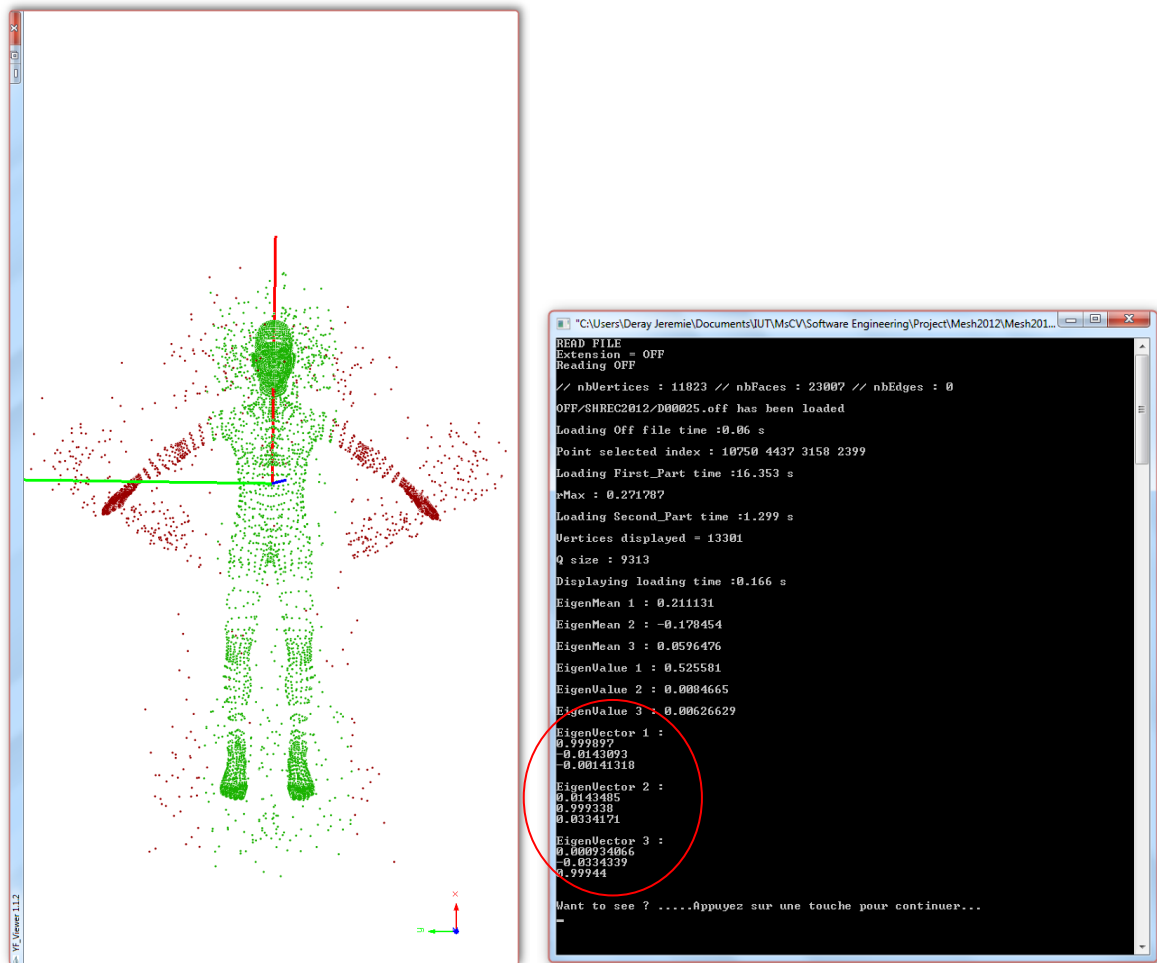 YF_Viewer 1.1.2
x
"C:\Users\Deray Jeremie\Documents\IUT\MsCV\Software Engineering\Project\Mesh2012\Mesh201...
READ FILE
Extension = OFF
Reading OFF
// nbVertices : 11823 // nbFaces : 23007 // nbEdges : 0
OFF/SHREC2012/D00025.off has been loaded
Loading Off file time :0.06 s
Point selected index : 10750 4437 3158 2399
Loading First_Part time :16.353 s
rMax : 0.271787
Loading Second_Part time :1.299 s
Vertices displayed = 13301
Q size : 9313
Displaying loading time :0.166 s
EigenMean 1 : 0.211131
EigenMean 2 : -0.178454
EigenMean 3 : 0.0596476
EigenValue 1 : 0.525581
EigenValue 2 : 0.0084665
EigenValue 3 : 0.00626629
EigenVector 1 :
0.999897
-0.0143093
-0.00141318
EigenVector 2 :
0.0143485
0.999338
0.0334171
EigenVector 3 :
0.000934066
-0.0334339
0.99944
Want to see ? .....Appuyez sur une touche pour continuer...